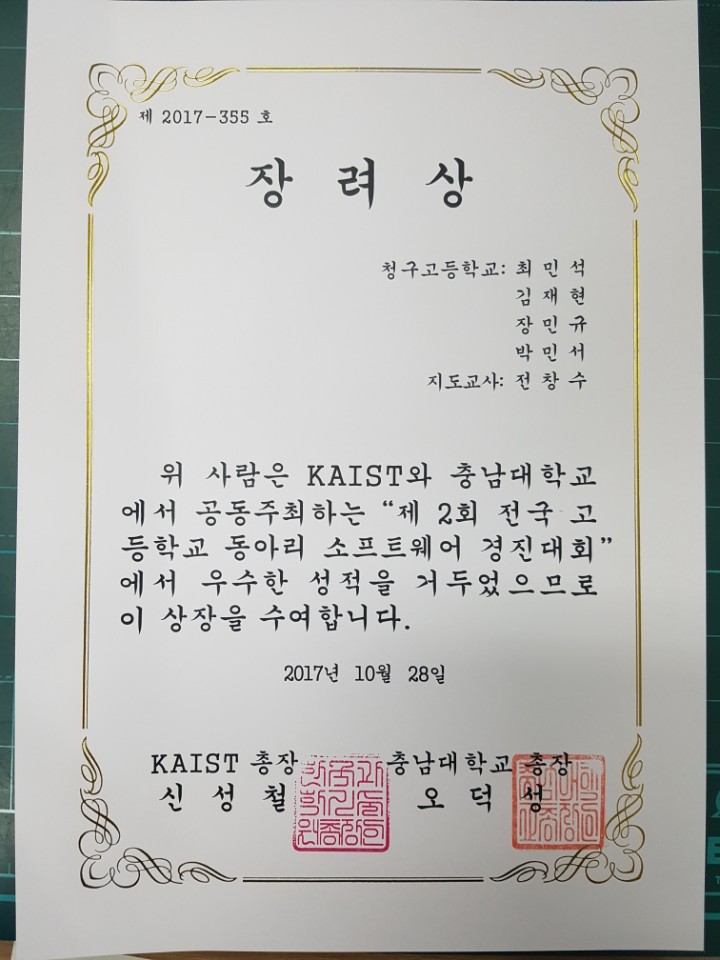 제 2017-355 호
장 려 상
청구고등학교: 최 민 석
김 재 현
장 민 규
박 민 서
지도교사: 전 창 수
위 사람은 KAIST와 충남대학교
에서 공동주최하는 “제 2회 전국 고
등학교 동아리 소프트웨어 경진대회”
에서 우수한 성적을 거두었으므로
이 상장을 수여합니다.
2017년 10월 28일
KAIST 총장 충남대학교 총장
신 성 철 오 덕 성